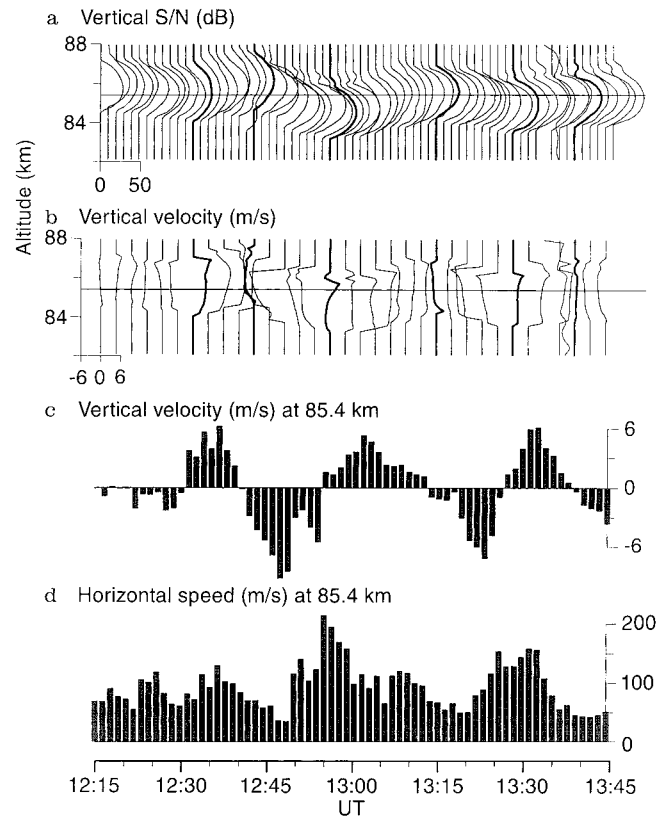 a Vertical S/N (dB)
88
84
0 50
Altitude (km)
b Vertical velocity (m/s)
88
84
-6 0 6
c Vertical velocity (m/s) at 85.4 km
6
0
-6
d Horizontal speed (m/s) at 85.4 km
200
100
0
12:15 12:30 12:45 13:00 13:15 13:30 13:45
UT